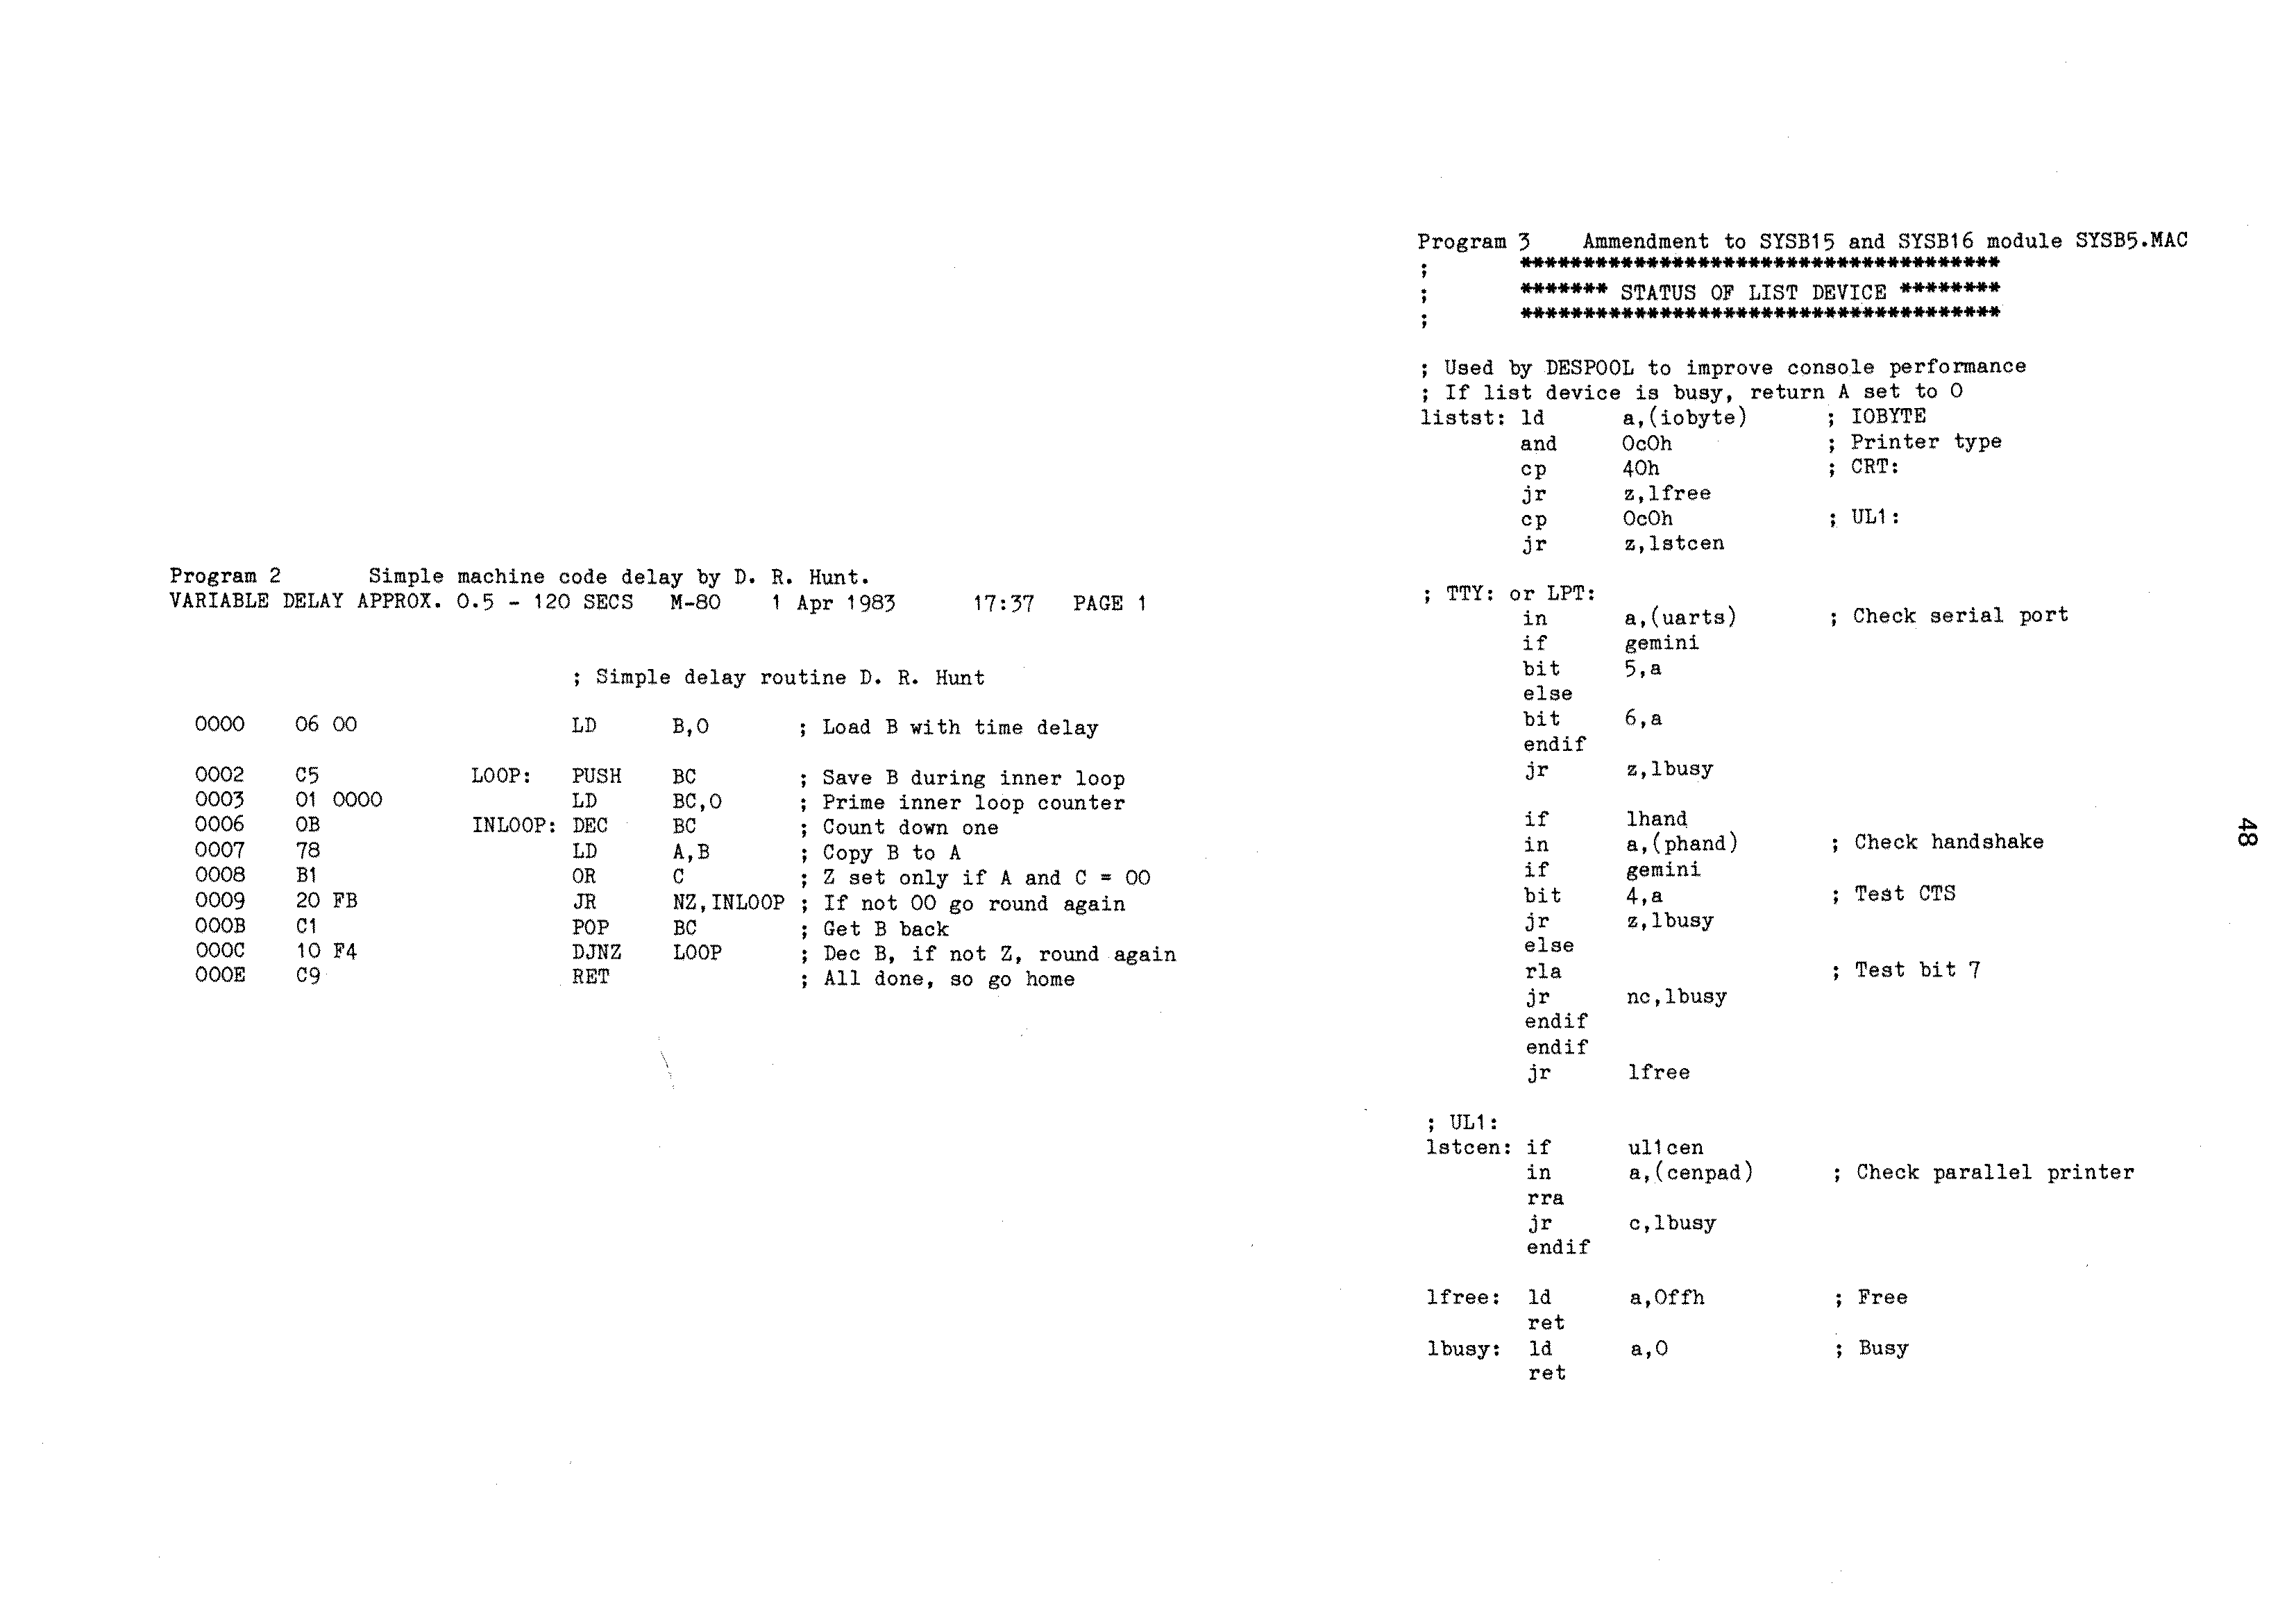 Program 2       Simple machine code delay by D. R. Hunt.
VARIABLE DELAY APPROX. 0.5 - 120 SECS   M-80    1 Apr 1983      17:37   PAGE 1

                                ; Simple delay routine D. R. Hunt

  0000    06 00                 LD      B,0       ; Load B with time delay

  0002    C5            LOOP:   PUSH    BC        ; Save B during inner loop
  0003    01 0000               LD      BC,0      ; Prime inner loop counter
  0006    0B            INLOOP: DEC     BC        ; Count down one
  0007    78                    LD      A,B       ; Copy B to A
  0008    B1                    OR      C         ; Z set only if A and C = 00
  0009    20 FB                 JR      NZ,INLOOP ; If not 00 go round again
  000B    C1                    POP     BC        ; Get B back
  000C    10 F4                 DJNZ    LOOP      ; Dec B, if not Z, round again
  000E    C9                    RET               ; All done, so go home

Program 3    Ammendment to SYSB15 and SYSB16 module SYSB5.MAC
;       **************************************
;       ******* STATUS OF LIST DEVICE ********
;       **************************************

; Used by DESPOOL to improve console performance
; If list device is busy, return A set to 0
listst: ld      a,(iobyte)      ; IOBYTE
        and     0c0h            ; Printer type
        cp      40h             ; CRT:
        jr      z,lfree
        cp      0c0h            ; UL1:
        jr      z,lstcen

; TTY: or LPT:
        in      a,(uarts)       ; Check serial port
        if      gemini
        bit     5,a
        else
        bit     6,a
        endif
        jr      z,lbusy

        if      lhand
        in      a,(phand)       ; Check handshake
        if      gemini
        bit     4,a             ; Test CTS
        jr      z,lbusy
        else
        rla                     ; Test bit 7
        jr      nc,lbusy
        endif
        endif
        jr      lfree

; UL1:
lstcen: if      ul1cen
        in      a,(cenpad)      ; Check parallel printer
        rra
        jr      c,lbusy
        endif

lfree:  ld      a,0ffh          ; Free
        ret
lbusy:  ld      a,0             ; Busy
        ret

48